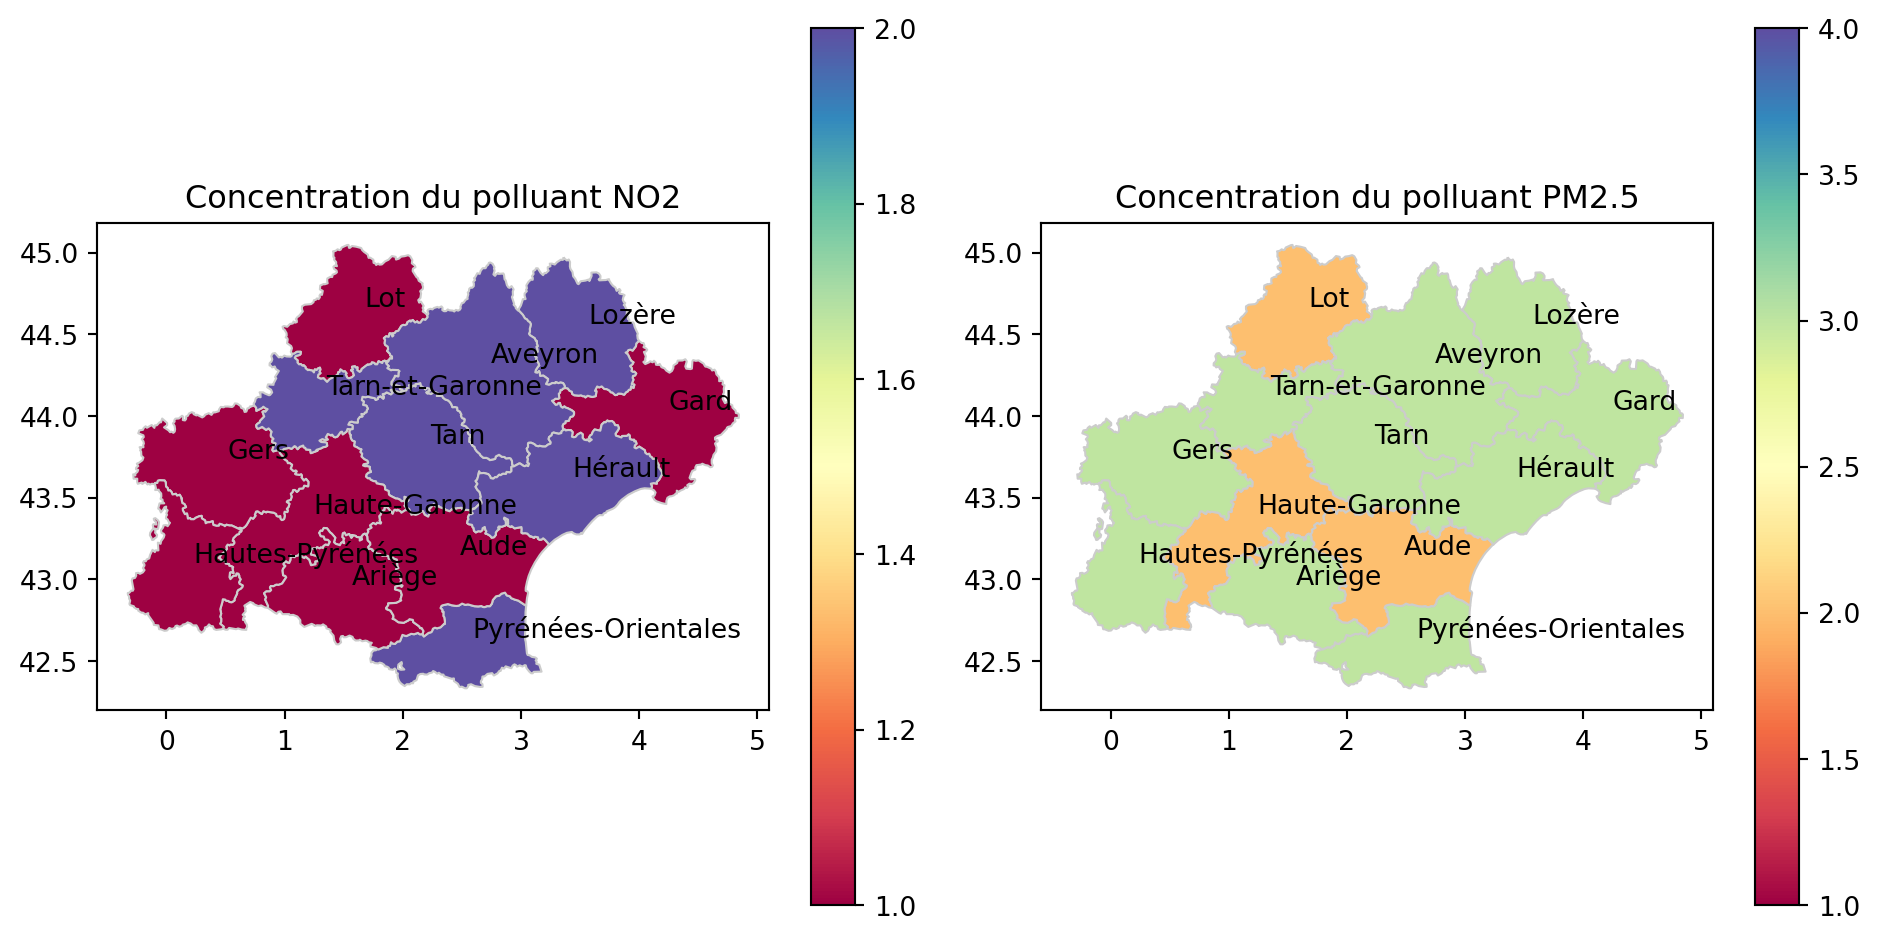 Concentration du polluant NO2
45.0
44.5
44.0
43.5
43.0
42.5
0 1 2 3 4 5
Lot
Lozère
Aveyron
Tarn-et-Garonne
Gard
Tarn
Gers
Hérault
Haute-Garonne
Aude
Hautes-Pyrénées
Ariège
Pyrénées-Orientales
2.0
1.8
1.6
1.4
1.2
1.0
Concentration du polluant PM2.5
45.0
44.5
44.0
43.5
43.0
42.5
0 1 2 3 4 5
Lot
Lozère
Aveyron
Tarn-et-Garonne
Gard
Tarn
Gers
Hérault
Haute-Garonne
Aude
Hautes-Pyrénées
Ariège
Pyrénées-Orientales
4.0
3.5
3.0
2.5
2.0
1.5
1.0